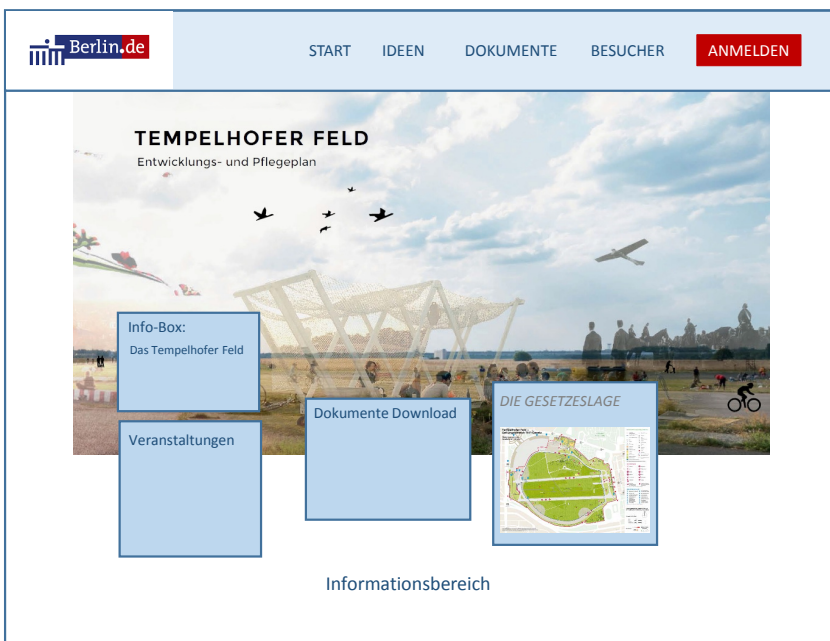 Berlin.de
START IDEEN DOKUMENTE BESUCHER ANMELDEN
TEMPELHOFER FELD
Entwicklungs- und Pflegeplan
Info-Box:
Das Tempelhofer Feld
Veranstaltungen
Dokumente Download
DIE GESETZESLAGE
Informationsbereich